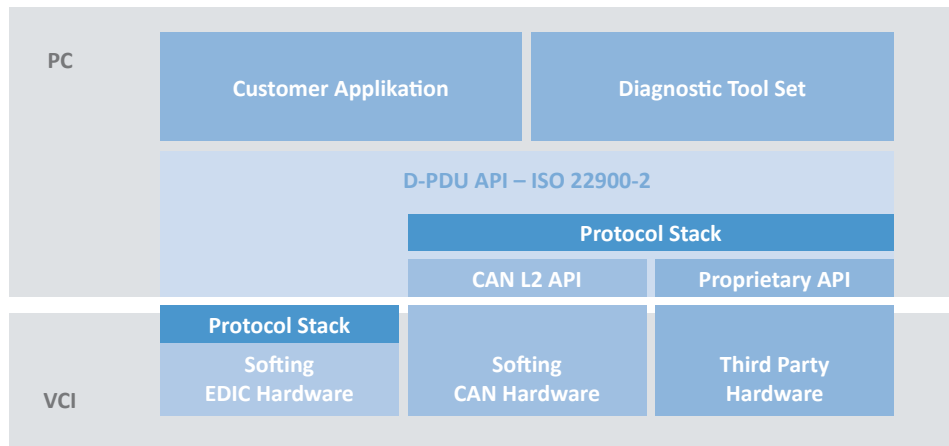 PC
Customer Applikation
Diagnostic Tool Set
D-PDU API – ISO 22900-2
Protocol Stack
CAN L2 API
Proprietary API
Protocol Stack
Softing
EDIC Hardware
Softing
CAN Hardware
Third Party
Hardware
VCI